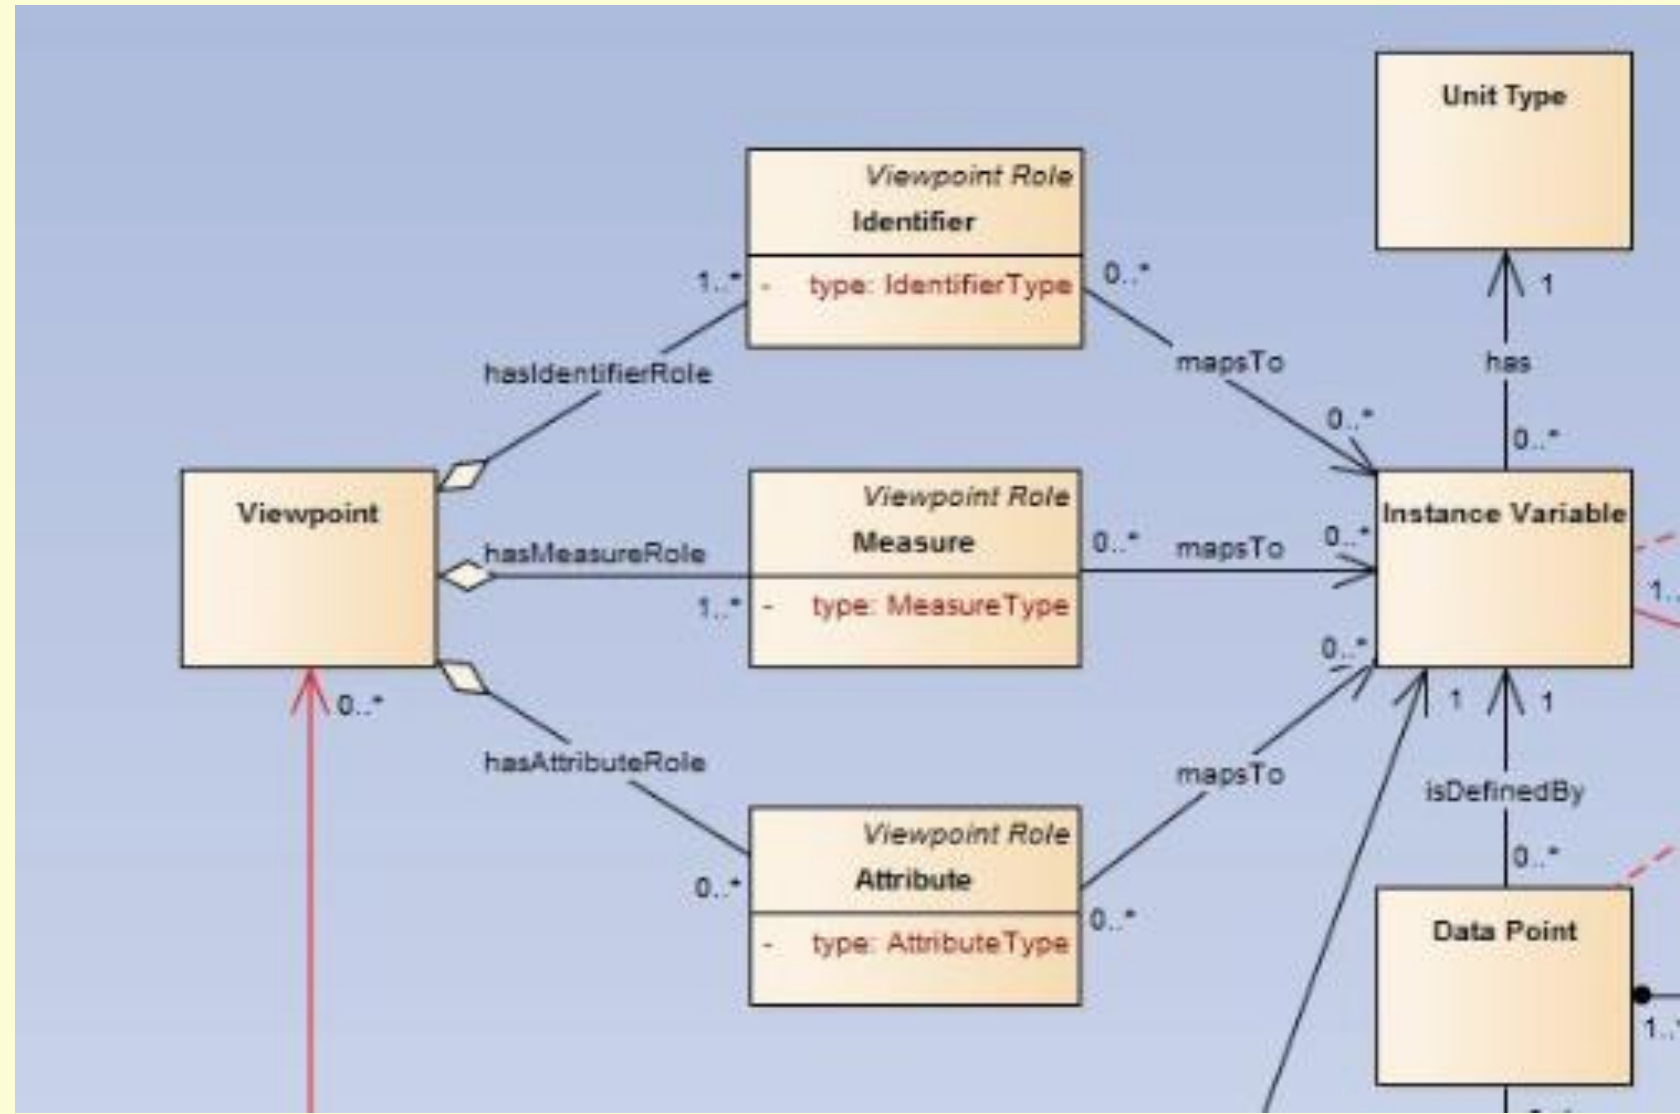 Unit Type
Viewpoint Role
Identifier
1..*
- type: IdentifierType
0..*
1
hasIdentifierRole
mapsTo
has
0..*
0..*
Viewpoint
Viewpoint Role
Measure
Instance Variable
hasMeasureRole
0..*
mapsTo
0..*
1..*
- type: MeasureType
1..
0..*
0..*
1
1
hasAttributeRole
mapsTo
isDefinedBy
Viewpoint Role
Attribute
0..*
0..*
0..*
- type: AttributeType
Data Point
1..*